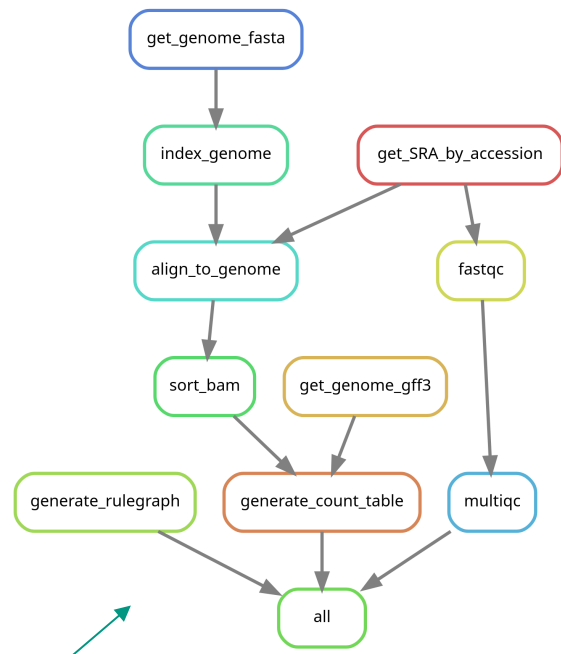 get_genome_fasta
index_genome
get_SRA_by_accession
align_to_genome
fastqc
sort_bam
get_genome_gff3
generate_rulegraph
generate_count_table
multiqc
all